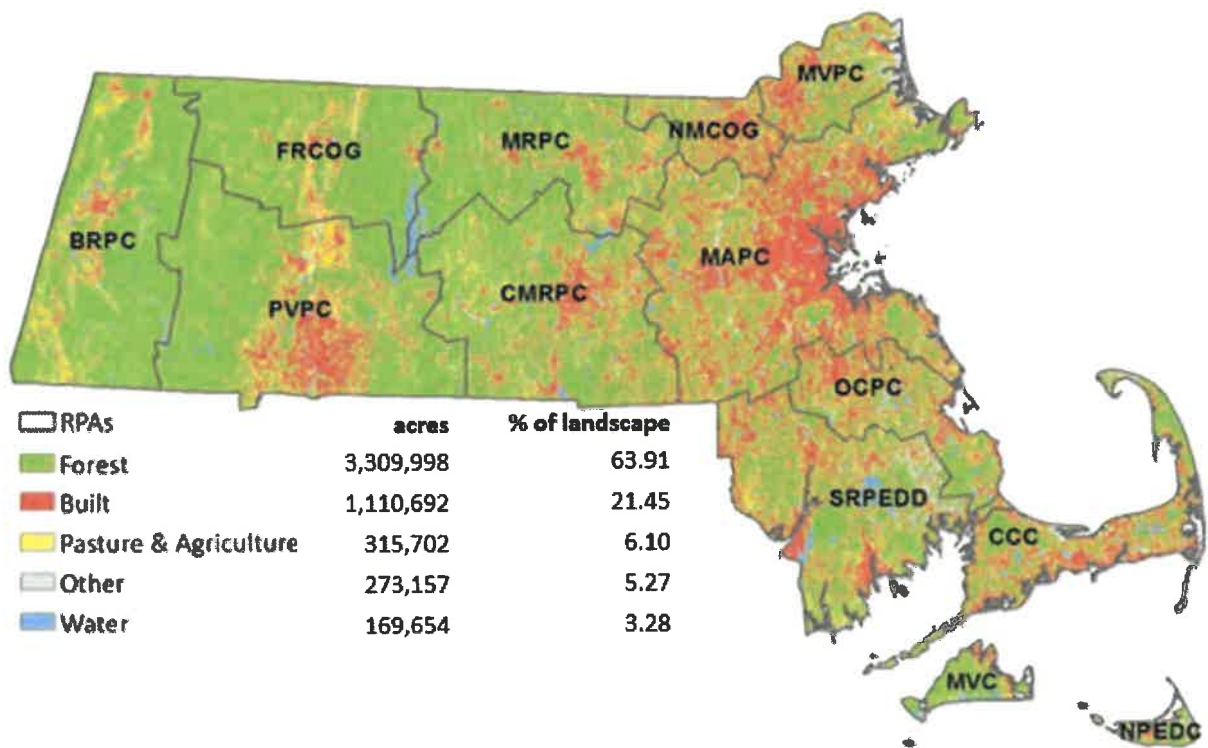 MVPC
NMCOG
MRPC
FRCOG
BRPC
MAPC
CMRPC
PVPC
OCPC
RPAs acres % of landscape
Forest 3,309,998 63.91
Built 1,110,692 21.45
Pasture & Agriculture 315,702 6.10
Other 273,157 5.27
Water 169,654 3.28
SRPEDD
CCC
MVC
NPEDC